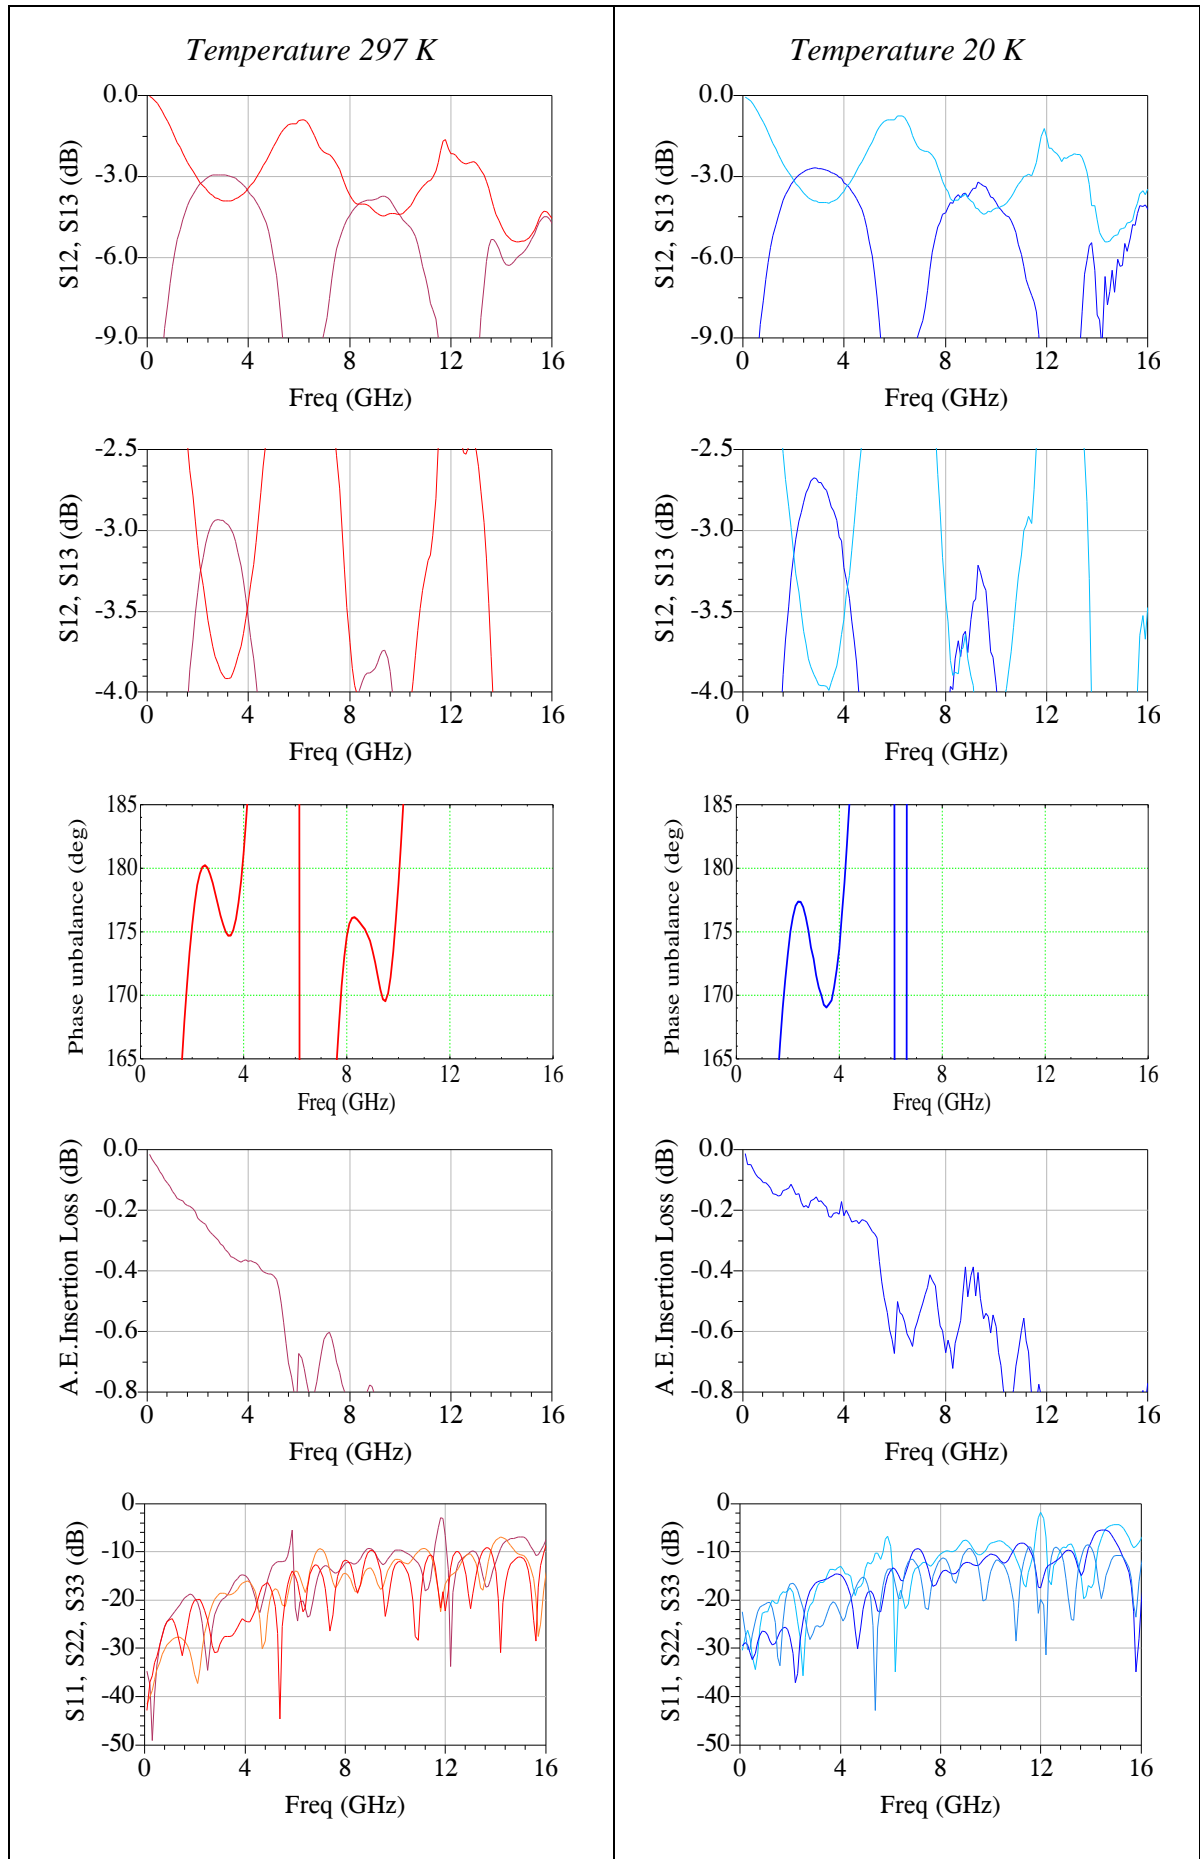 Temperature 297 K
0.0
-3.0
-6.0
-9.0
S12, S13 (dB)
0 4 8 12 16
Freq (GHz)
-2.5
-3.0
-3.5
-4.0
S12, S13 (dB)
0 4 8 12 16
Freq (GHz)
185
180
175
170
165
Phase unbalance (deg)
0 4 8 12 16
Freq (GHz)
0.0
-0.2
-0.4
-0.6
-0.8
A.E.Insertion Loss (dB)
0 4 8 12 16
Freq (GHz)
0
-10
-20
-30
-40
-50
S11, S22, S33 (dB)
0 4 8 12 16
Freq (GHz)
Temperature 20 K
0.0
-3.0
-6.0
-9.0
S12, S13 (dB)
0 4 8 12 16
Freq (GHz)
-2.5
-3.0
-3.5
-4.0
S12, S13 (dB)
0 4 8 12 16
Freq (GHz)
185
180
175
170
165
Phase unbalance (deg)
0 4 8 12 16
Freq (GHz)
0.0
-0.2
-0.4
-0.6
-0.8
A.E.Insertion Loss (dB)
0 4 8 12 16
Freq (GHz)
0
-10
-20
-30
-40
-50
S11, S22, S33 (dB)
0 4 8 12 16
Freq (GHz)